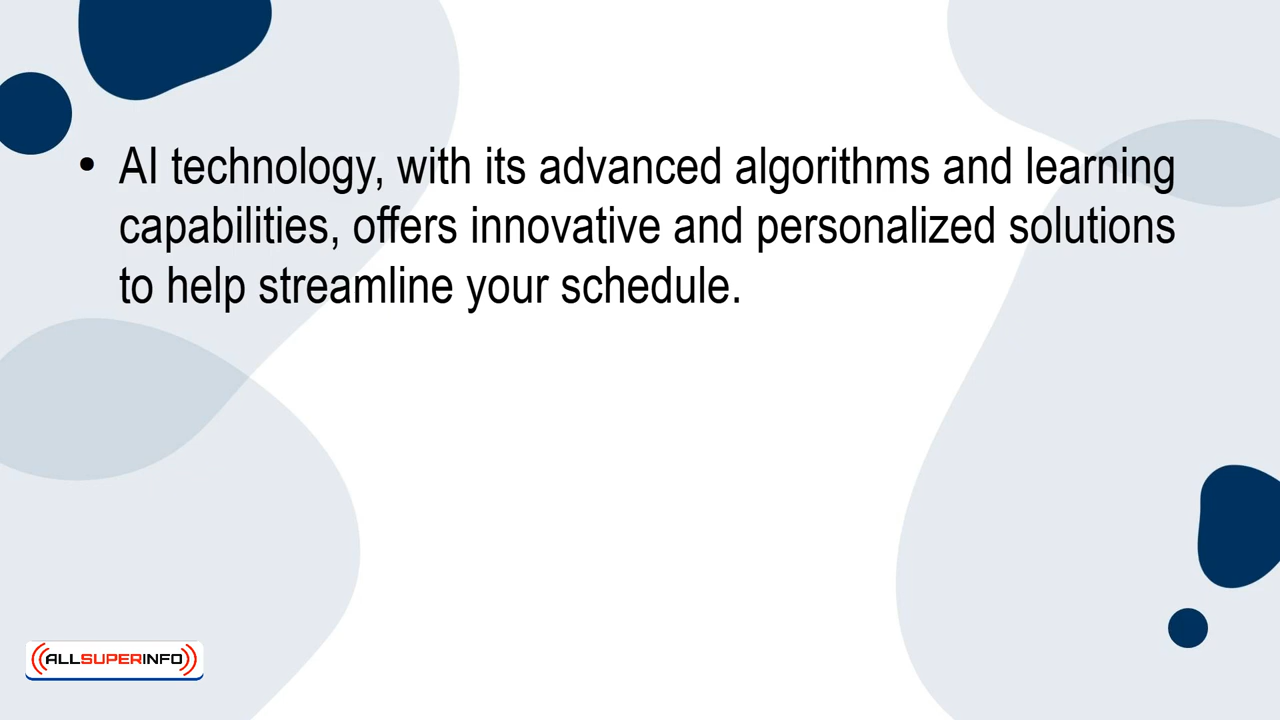 • AI technology, with its advanced algorithms and learning
capabilities, offers innovative and personalized solutions
to help streamline your schedule.
ALLSUPERINFO